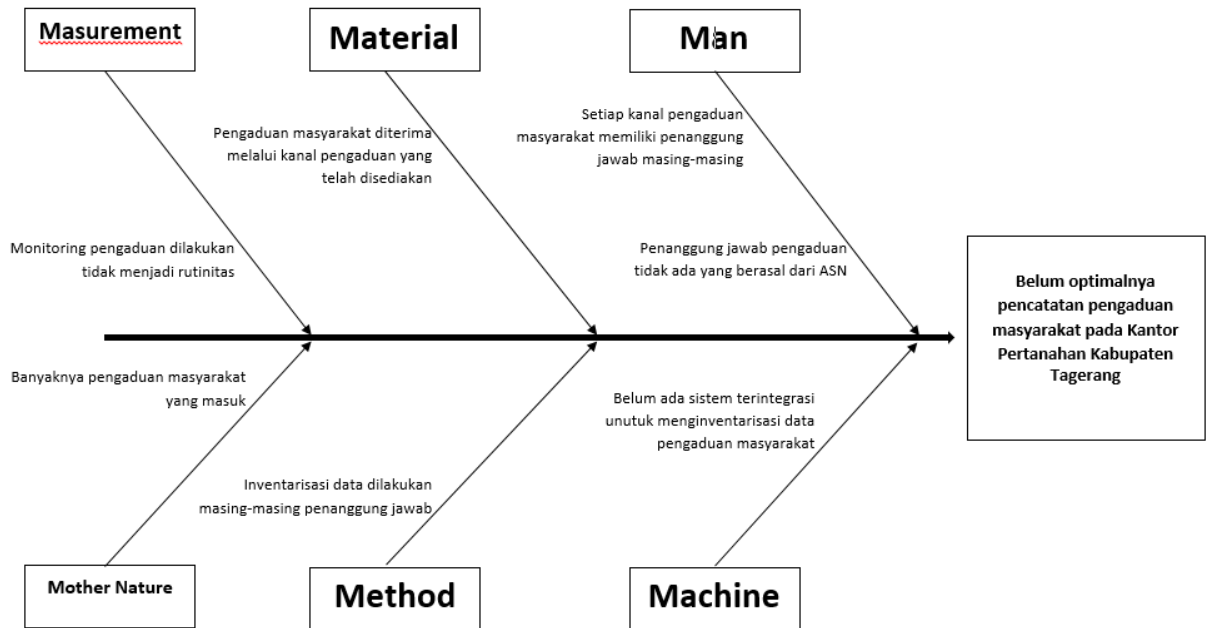 Masurement
Material
Man
Setiap kanal pengaduan
masyarakat memiliki penanggung
jawab masing-masing
Pengaduan masyarakat diterima
melalui kanal pengaduan yang
telah disediakan
Monitoring pengaduan dilakukan
tidak menjadi rutinitas
Penanggung jawab pengaduan
tidak ada yang berasal dari ASN
Belum optimalnya
pencatatan pengaduan
masyarakat pada Kantor
Pertanahan Kabupaten
Tagerang
Banyaknya pengaduan masyarakat
yang masuk
Belum ada sistem terintegrasi
unutuk menginventarisasi data
pengaduan masyarakat
Inventarisasi data dilakukan
masing-masing penanggung jawab
Mother Nature
Method
Machine